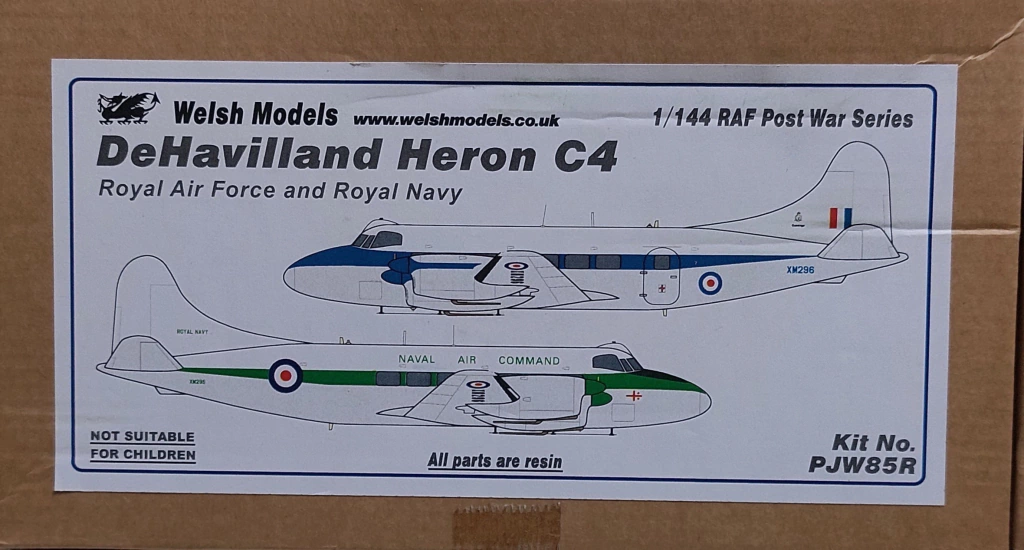 Welsh Models www.welshmodels.co.uk 1/144 RAF Post War Series
DeHavilland Heron C4
Royal Air Force and Royal Navy
XM296
ROYAL NAVY
NAVAL AIR COMMAND
NOT SUITABLE
FOR CHILDREN
All parts are resin
Kit No.
PJW85R